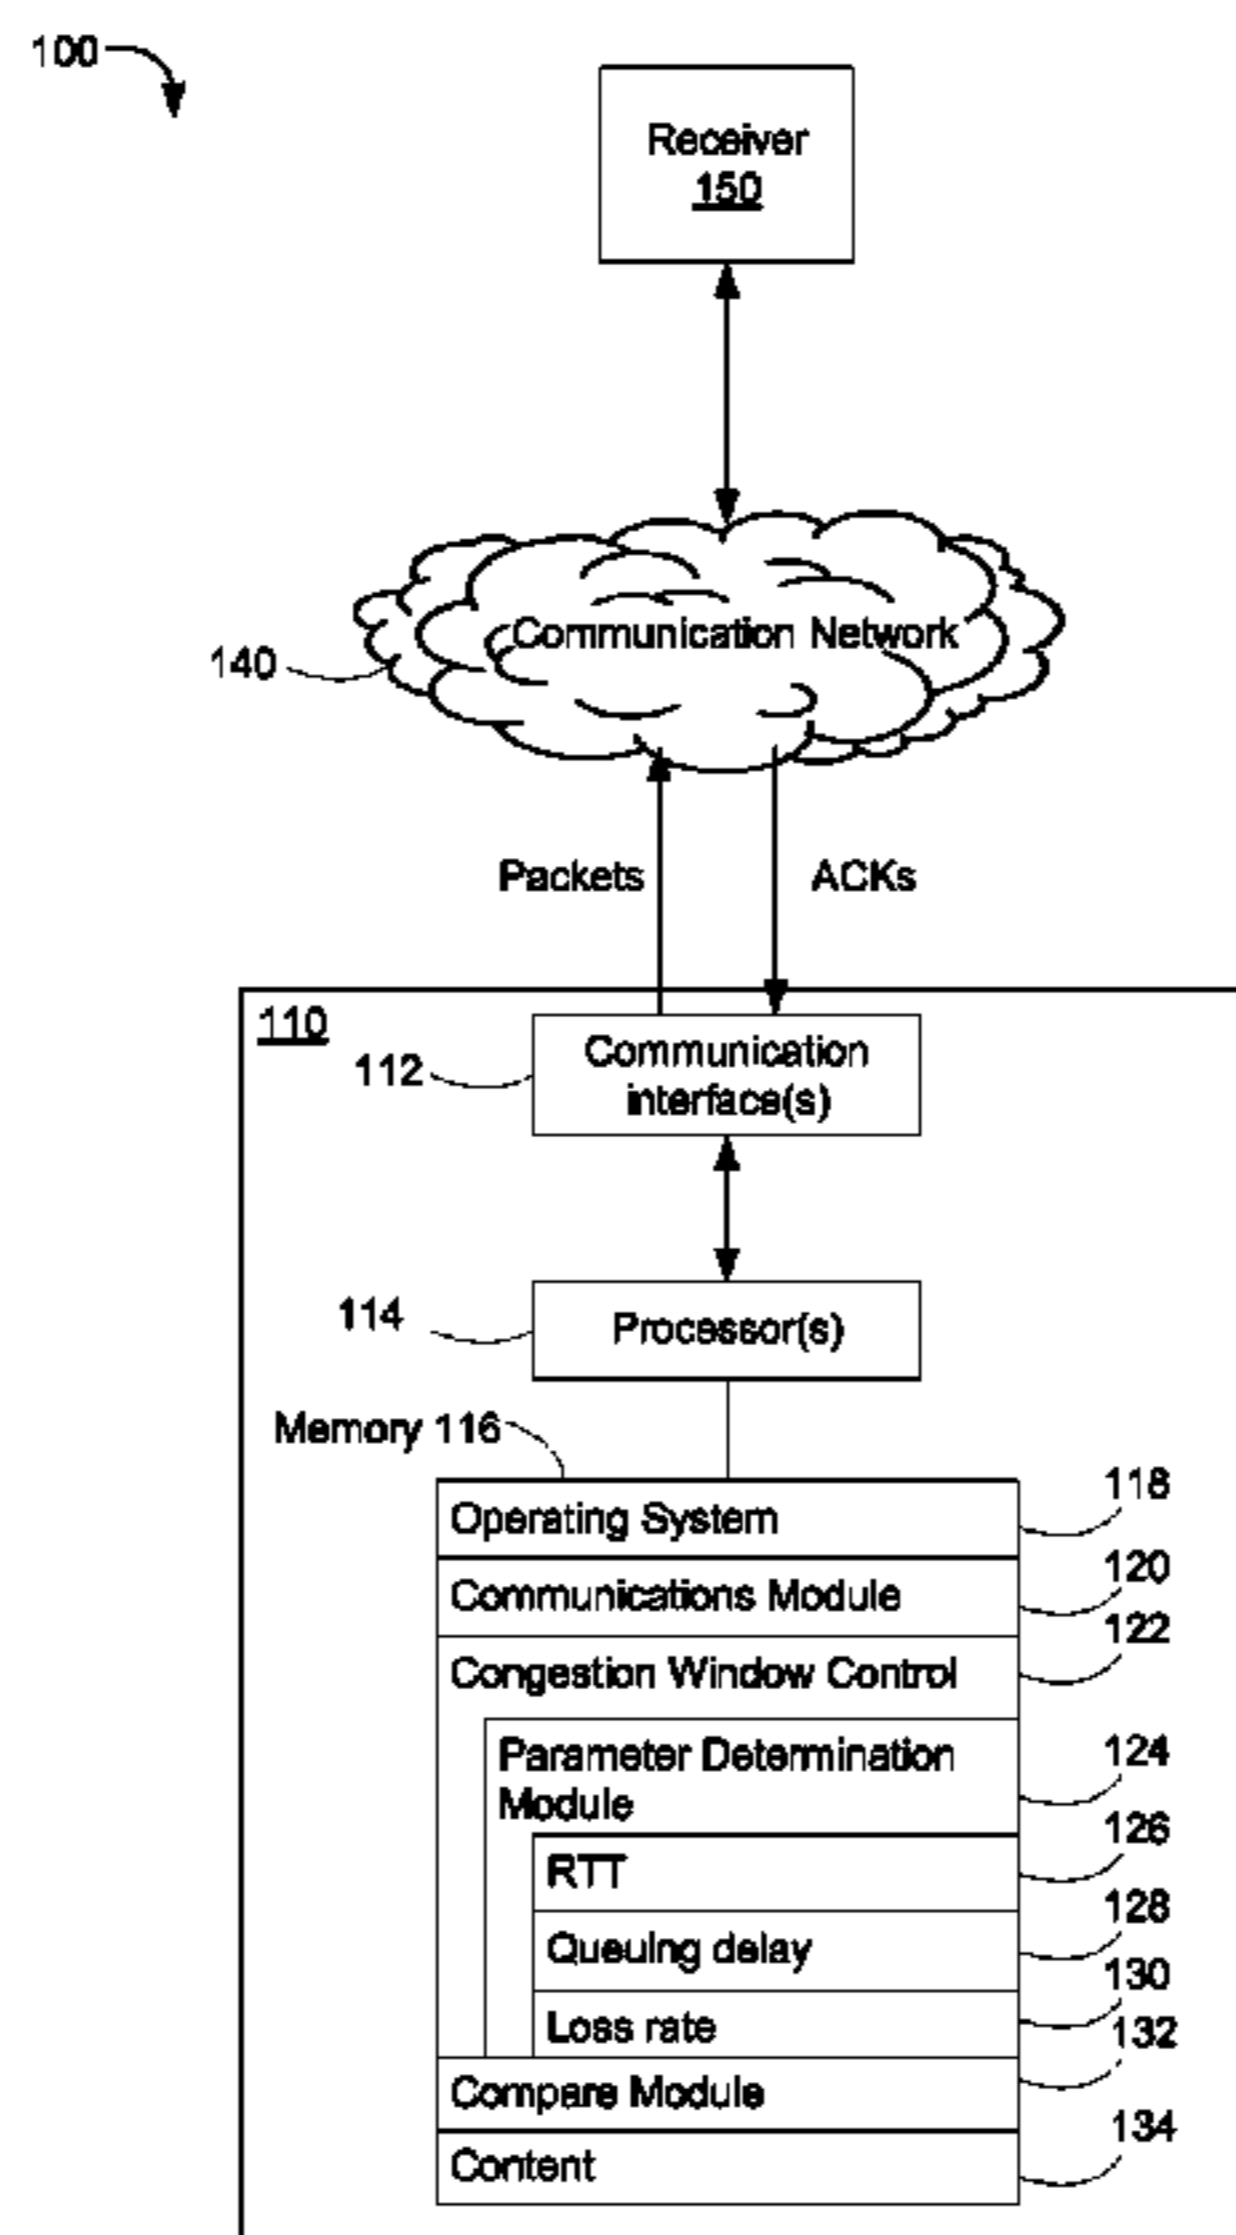 100
Receiver
150
Communication Network
140
Packets
ACKs
110
Communication
interface(s)
112
Processor(s)
114
Memory 116
Operating System
118
Communications Module
120
Congestion Window Control
122
Parameter Determination
Module
124
RTT
126
Queuing delay
128
Loss rate
130
Compare Module
132
Content
134